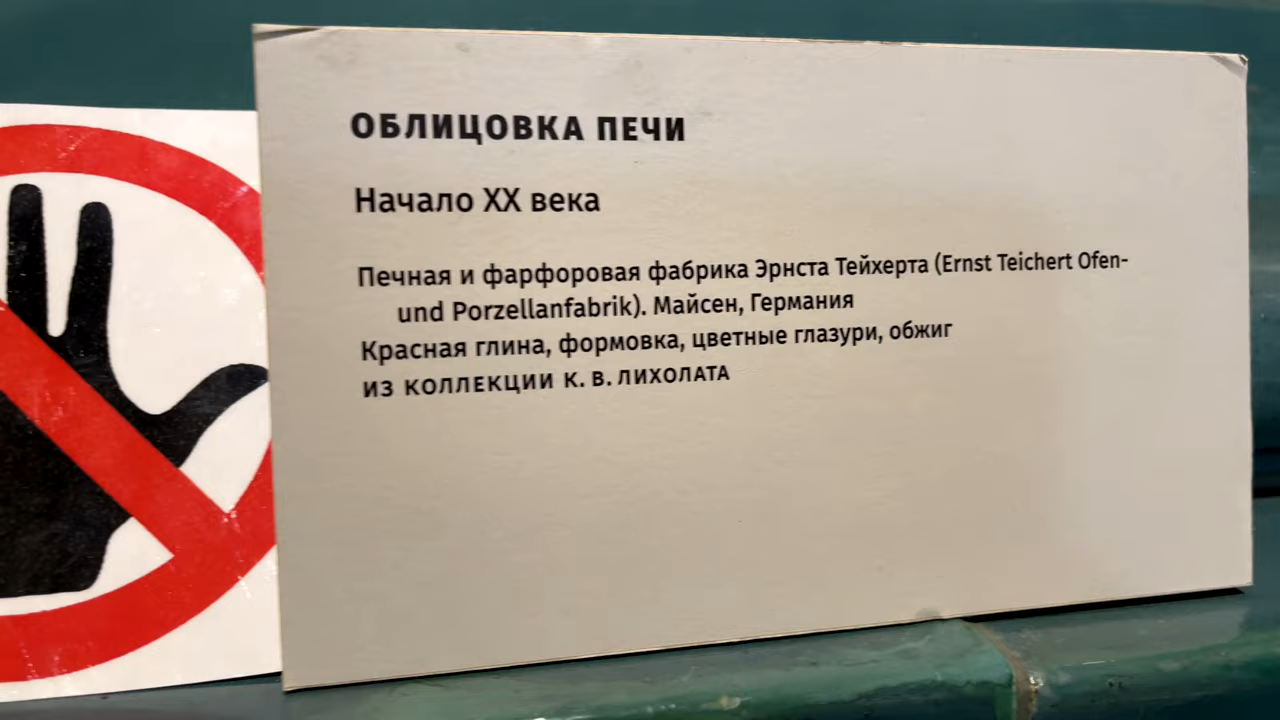 ОБЛИЦОВКА ПЕЧИ
Начало XX века
Печная и фарфоровая фабрика Эрнста Тейхерта (Ernst Teichert Ofen-
und Porzellanfabrik). Майсен, Германия
Красная глина, формовка, цветные глазури, обжиг
ИЗ КОЛЛЕКЦИИ К. В. ЛИХОЛАТА